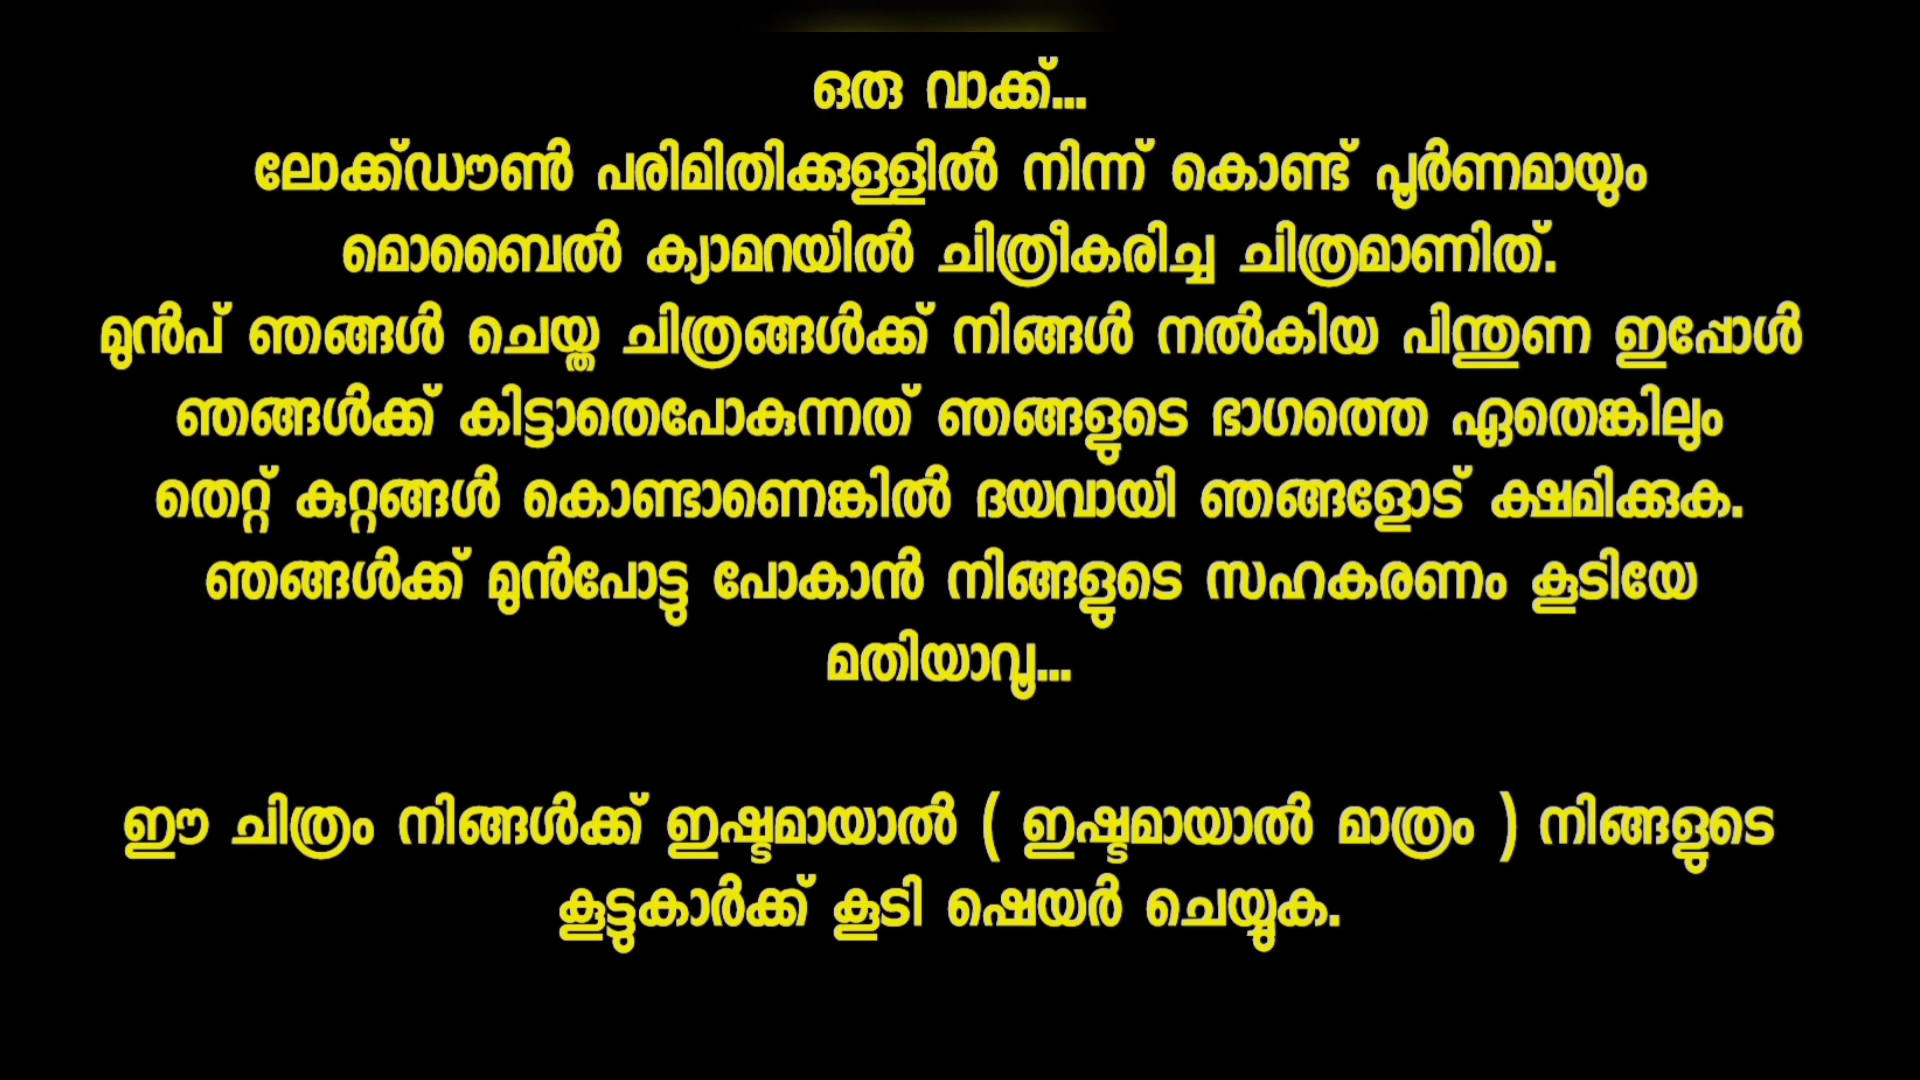 ഒരു വാക്ക്...
ലോക്ക്ഡൗൺ പരിമിതിക്കുള്ളിൽ നിന്ന് കൊണ്ട് പൂർണമായും
മൊബൈൽ ക്യാമറയിൽ ചിത്രീകരിച്ച ചിത്രമാണിത്.
മുൻപ് ഞങ്ങൾ ചെയ്ത ചിത്രങ്ങൾക്ക് നിങ്ങൾ നൽകിയ പിന്തുണ ഇപ്പോൾ
ഞങ്ങൾക്ക് കിട്ടാതെപോകുന്നത് ഞങ്ങളുടെ ഭാഗത്തെ ഏതെങ്കിലും
തെറ്റ് കുറ്റങ്ങൾ കൊണ്ടാണെങ്കിൽ ദയവായി ഞങ്ങളോട് ക്ഷമിക്കുക.
ഞങ്ങൾക്ക് മുൻപോട്ടു പോകാൻ നിങ്ങളുടെ സഹകരണം കൂടിയേ
മതിയാവൂ...
ഈ ചിത്രം നിങ്ങൾക്ക് ഇഷ്ടമായാൽ ( ഇഷ്ടമായാൽ മാത്രം ) നിങ്ങളുടെ
കൂട്ടുകാർക്ക് കൂടി ഷെയർ ചെയ്യുക.